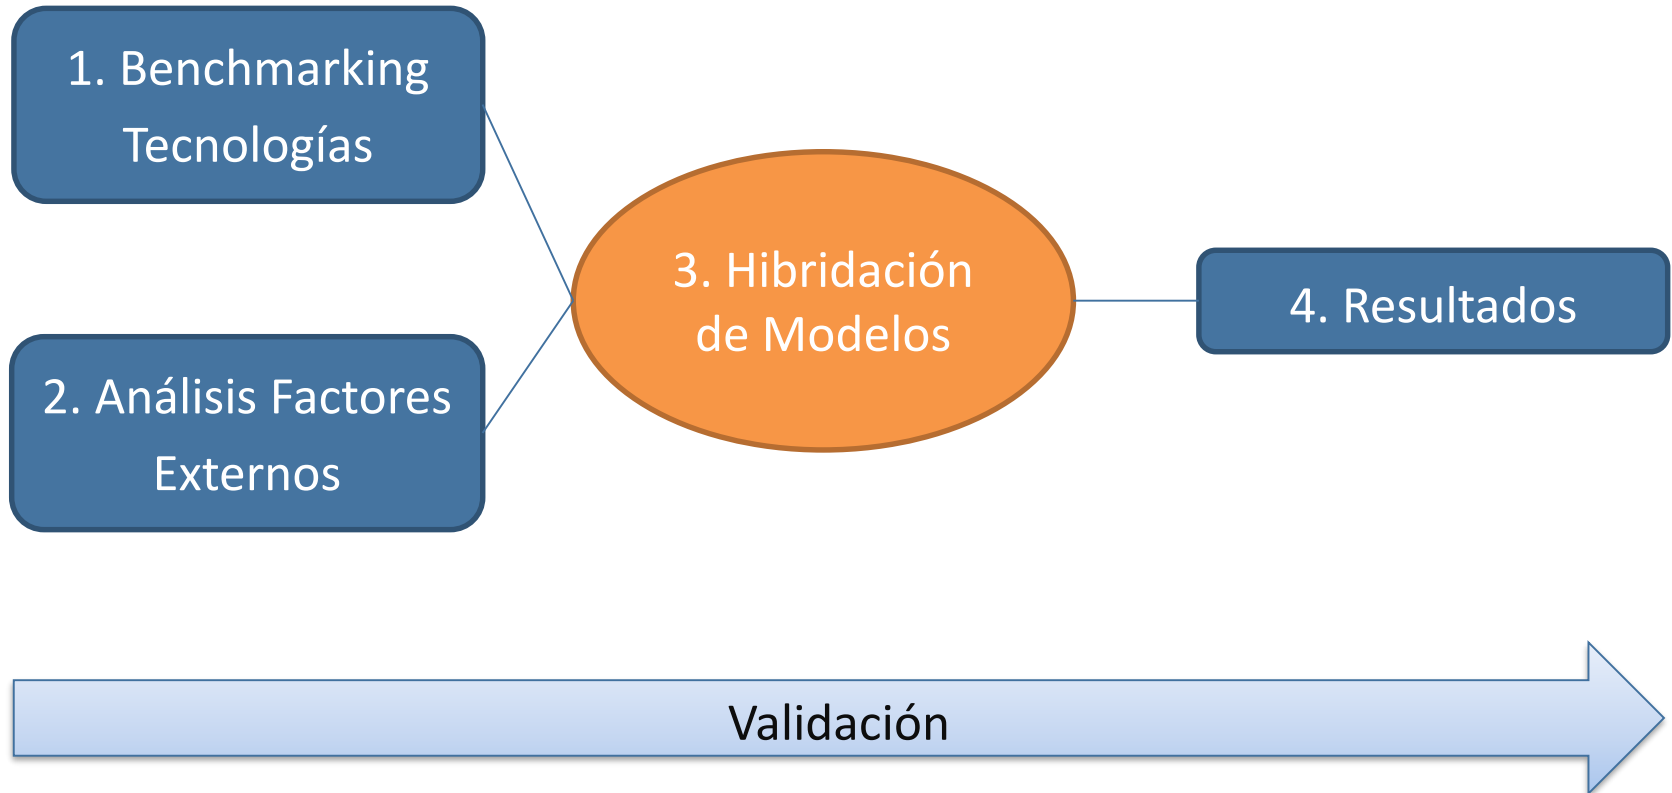 1. Benchmarking
Tecnologías
2. Análisis Factores
Externos
3. Hibridación
de Modelos
4. Resultados
Validación